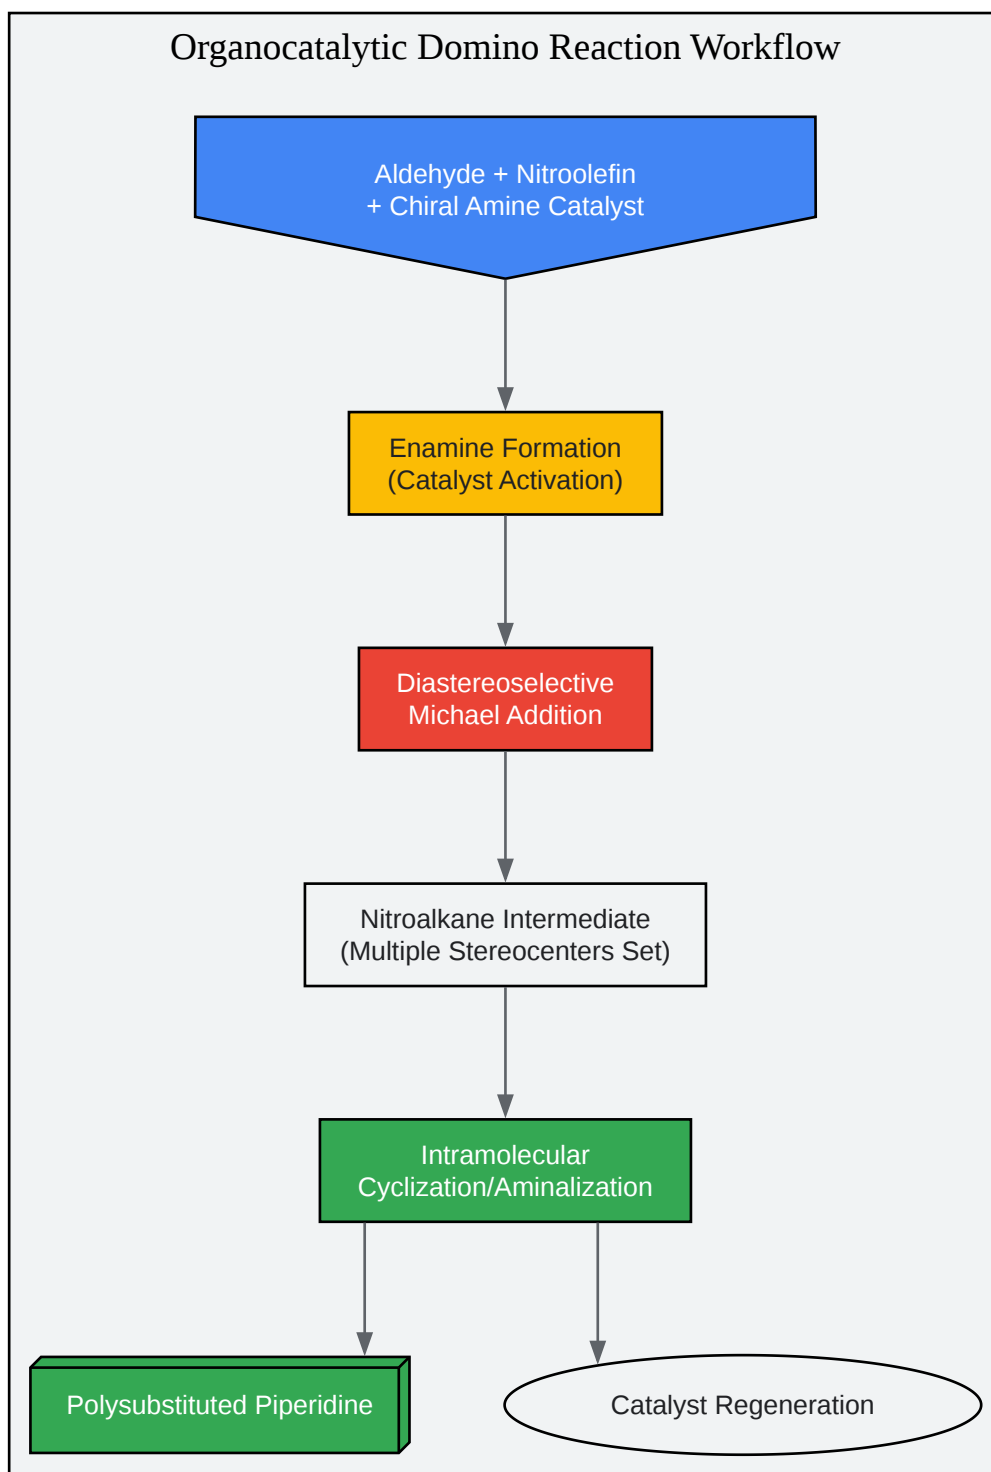 Organocatalytic Domino Reaction Workflow
Aldehyde + Nitroolefin
+ Chiral Amine Catalyst
Enamine Formation
(Catalyst Activation)
Diastereoselective
Michael Addition
Nitroalkane Intermediate
(Multiple Stereocenters Set)
Intramolecular
Cyclization/Aminalization
Polysubstituted Piperidine
Catalyst Regeneration